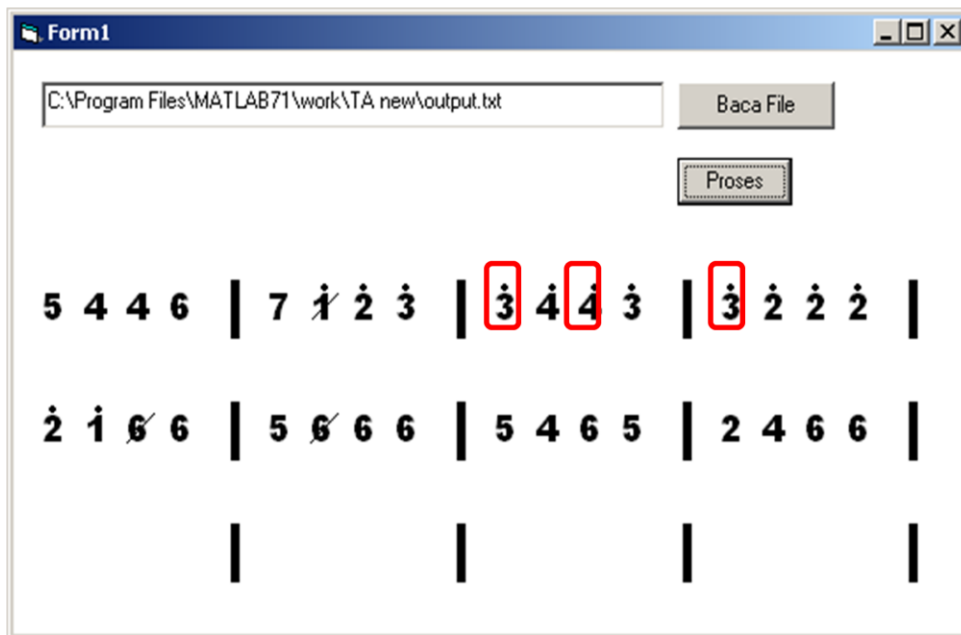 Form1
C:\Program Files\MATLAB71\work\TA new\output.txt Baca File
Proses
5 4 4 6 | 7 1̸̇ 2̇ 3̇ | 3̇ 4̇ 4̇ 3̇ | 3̇ 2̇ 2̇ 2̇ |
2̇ 1̇ 6̸ 6 | 5 6̸ 6 6 | 5 4 6 5 | 2 4 6 6 |
| | | |